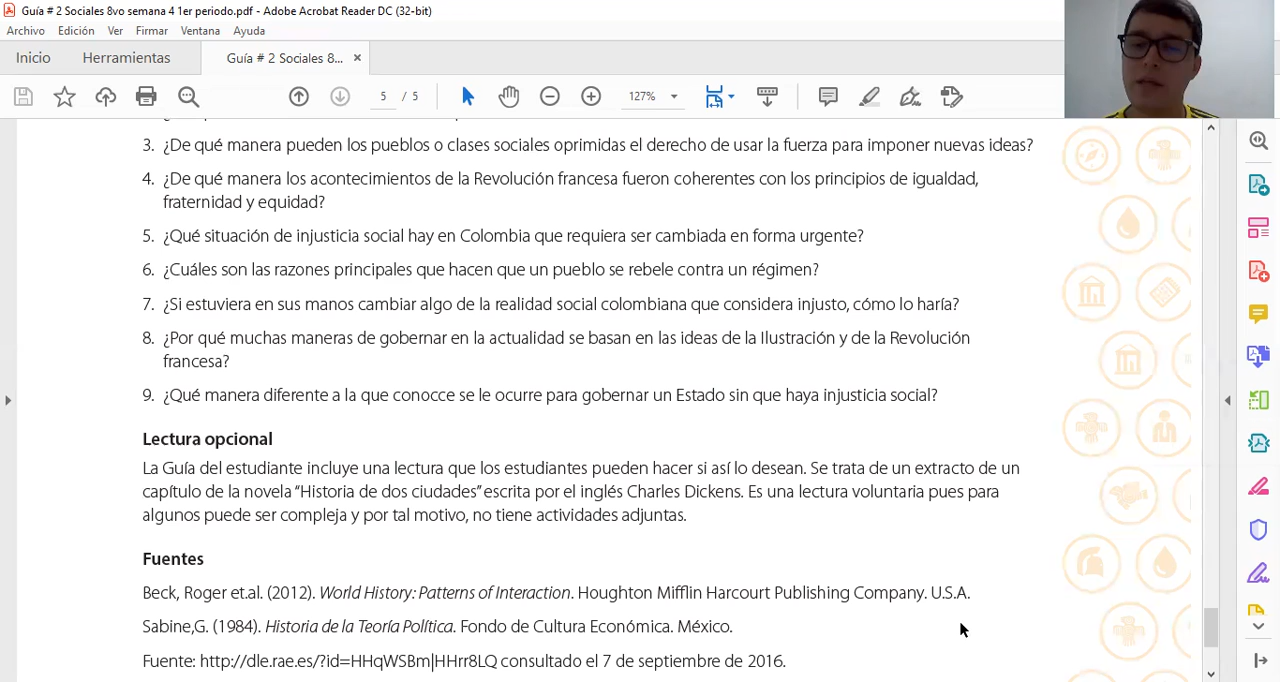 Guía # 2 Sociales 8vo semana 4 1er periodo.pdf - Adobe Acrobat Reader DC (32-bit)
Archivo Edición Ver Firmar Ventana Ayuda
Inicio Herramientas Guía # 2 Sociales 8... ×
5 / 5 127%
3. ¿De qué manera pueden los pueblos o clases sociales oprimidas el derecho de usar la fuerza para imponer nuevas ideas?
4. ¿De qué manera los acontecimientos de la Revolución francesa fueron coherentes con los principios de igualdad,
fraternidad y equidad?
5. ¿Qué situación de injusticia social hay en Colombia que requiera ser cambiada en forma urgente?
6. ¿Cuáles son las razones principales que hacen que un pueblo se rebele contra un régimen?
7. ¿Si estuviera en sus manos cambiar algo de la realidad social colombiana que considera injusto, cómo lo haría?
8. ¿Por qué muchas maneras de gobernar en la actualidad se basan en las ideas de la Ilustración y de la Revolución
francesa?
9. ¿Qué manera diferente a la que conocce se le ocurre para gobernar un Estado sin que haya injusticia social?
Lectura opcional
La Guía del estudiante incluye una lectura que los estudiantes pueden hacer si así lo desean. Se trata de un extracto de un
capítulo de la novela “Historia de dos ciudades” escrita por el inglés Charles Dickens. Es una lectura voluntaria pues para
algunos puede ser compleja y por tal motivo, no tiene actividades adjuntas.
Fuentes
Beck, Roger et.al. (2012). World History: Patterns of Interaction. Houghton Mifflin Harcourt Publishing Company. U.S.A.
Sabine,G. (1984). Historia de la Teoría Política. Fondo de Cultura Económica. México.
Fuente: http://dle.rae.es/?id=HHqWSBm|HHrr8LQ consultado el 7 de septiembre de 2016.